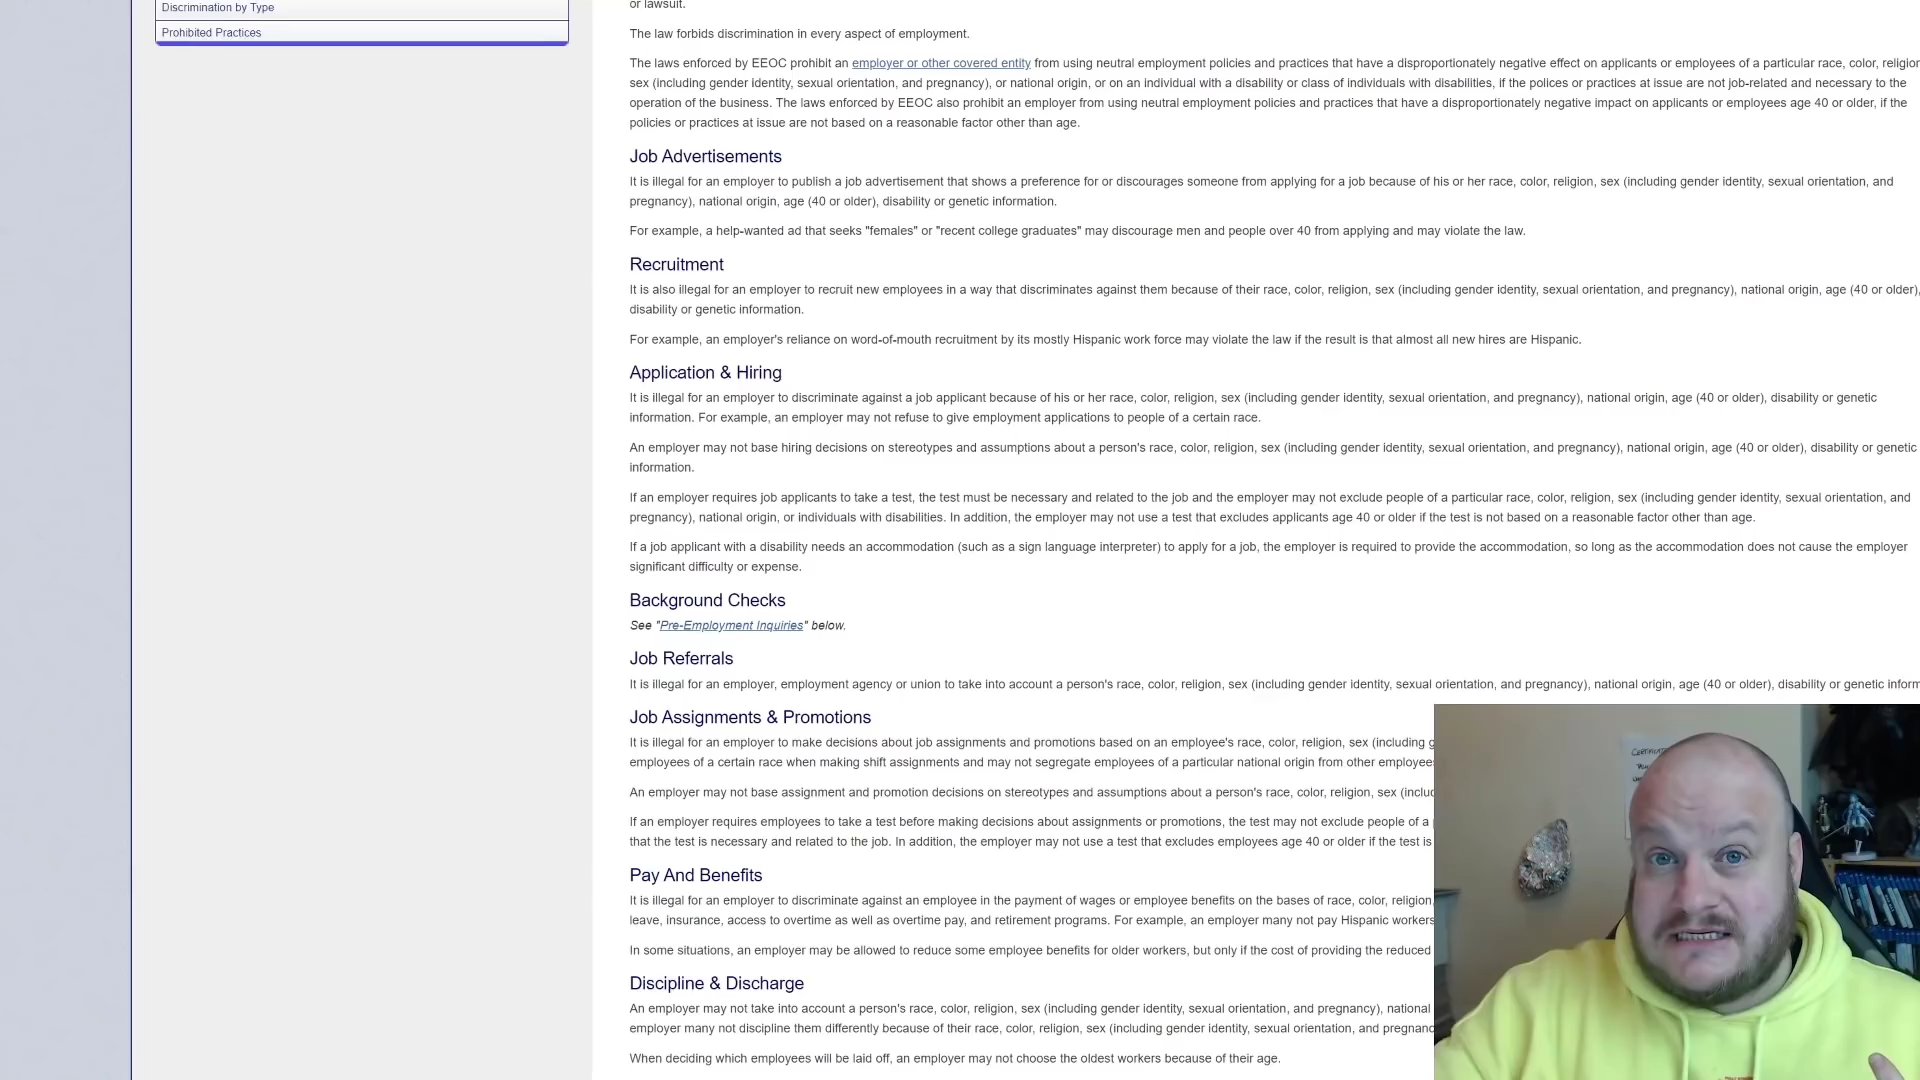 Discrimination by Type
Prohibited Practices
or lawsuit.
The law forbids discrimination in every aspect of employment.
The laws enforced by EEOC prohibit an employer or other covered entity from using neutral employment policies and practices that have a disproportionately negative effect on applicants or employees of a particular race, color, religion
sex (including gender identity, sexual orientation, and pregnancy), or national origin, or on an individual with a disability or class of individuals with disabilities, if the polices or practices at issue are not job-related and necessary to the
operation of the business. The laws enforced by EEOC also prohibit an employer from using neutral employment policies and practices that have a disproportionately negative impact on applicants or employees age 40 or older, if the
policies or practices at issue are not based on a reasonable factor other than age.
Job Advertisements
It is illegal for an employer to publish a job advertisement that shows a preference for or discourages someone from applying for a job because of his or her race, color, religion, sex (including gender identity, sexual orientation, and
pregnancy), national origin, age (40 or older), disability or genetic information.
For example, a help-wanted ad that seeks "females" or "recent college graduates" may discourage men and people over 40 from applying and may violate the law.
Recruitment
It is also illegal for an employer to recruit new employees in a way that discriminates against them because of their race, color, religion, sex (including gender identity, sexual orientation, and pregnancy), national origin, age (40 or older),
disability or genetic information.
For example, an employer's reliance on word-of-mouth recruitment by its mostly Hispanic work force may violate the law if the result is that almost all new hires are Hispanic.
Application & Hiring
It is illegal for an employer to discriminate against a job applicant because of his or her race, color, religion, sex (including gender identity, sexual orientation, and pregnancy), national origin, age (40 or older), disability or genetic
information. For example, an employer may not refuse to give employment applications to people of a certain race.
An employer may not base hiring decisions on stereotypes and assumptions about a person's race, color, religion, sex (including gender identity, sexual orientation, and pregnancy), national origin, age (40 or older), disability or genetic
information.
If an employer requires job applicants to take a test, the test must be necessary and related to the job and the employer may not exclude people of a particular race, color, religion, sex (including gender identity, sexual orientation, and
pregnancy), national origin, or individuals with disabilities. In addition, the employer may not use a test that excludes applicants age 40 or older if the test is not based on a reasonable factor other than age.
If a job applicant with a disability needs an accommodation (such as a sign language interpreter) to apply for a job, the employer is required to provide the accommodation, so long as the accommodation does not cause the employer
significant difficulty or expense.
Background Checks
See "Pre-Employment Inquiries" below.
Job Referrals
It is illegal for an employer, employment agency or union to take into account a person's race, color, religion, sex (including gender identity, sexual orientation, and pregnancy), national origin, age (40 or older), disability or genetic inform
Job Assignments & Promotions
It is illegal for an employer to make decisions about job assignments and promotions based on an employee's race, color, religion, sex (including g
employees of a certain race when making shift assignments and may not segregate employees of a particular national origin from other employees
An employer may not base assignment and promotion decisions on stereotypes and assumptions about a person's race, color, religion, sex (includ
If an employer requires employees to take a test before making decisions about assignments or promotions, the test may not exclude people of a
that the test is necessary and related to the job. In addition, the employer may not use a test that excludes employees age 40 or older if the test is
Pay And Benefits
It is illegal for an employer to discriminate against an employee in the payment of wages or employee benefits on the bases of race, color, religion,
leave, insurance, access to overtime as well as overtime pay, and retirement programs. For example, an employer many not pay Hispanic workers
In some situations, an employer may be allowed to reduce some employee benefits for older workers, but only if the cost of providing the reduced
Discipline & Discharge
An employer may not take into account a person's race, color, religion, sex (including gender identity, sexual orientation, and pregnancy), national
employer many not discipline them differently because of their race, color, religion, sex (including gender identity, sexual orientation, and pregnanc
When deciding which employees will be laid off, an employer may not choose the oldest workers because of their age.